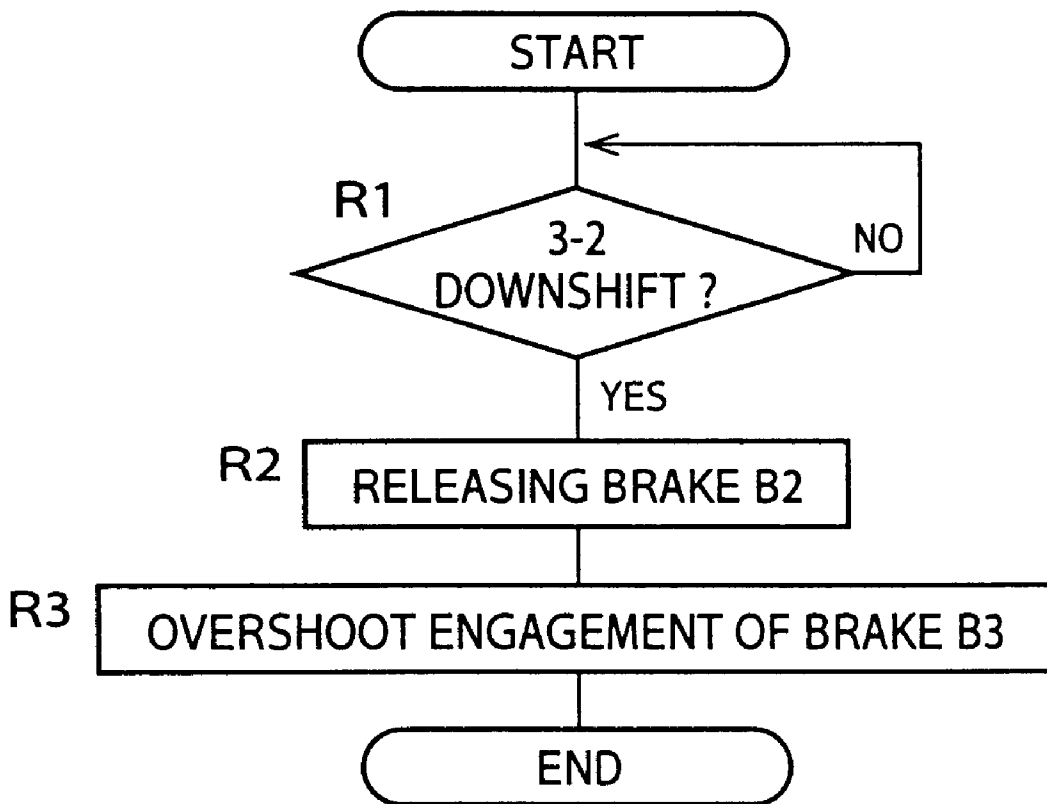 START
R1
3-2
DOWNSHIFT ?
NO
YES
R2
RELEASING BRAKE B2
R3
OVERSHOOT ENGAGEMENT OF BRAKE B3
END